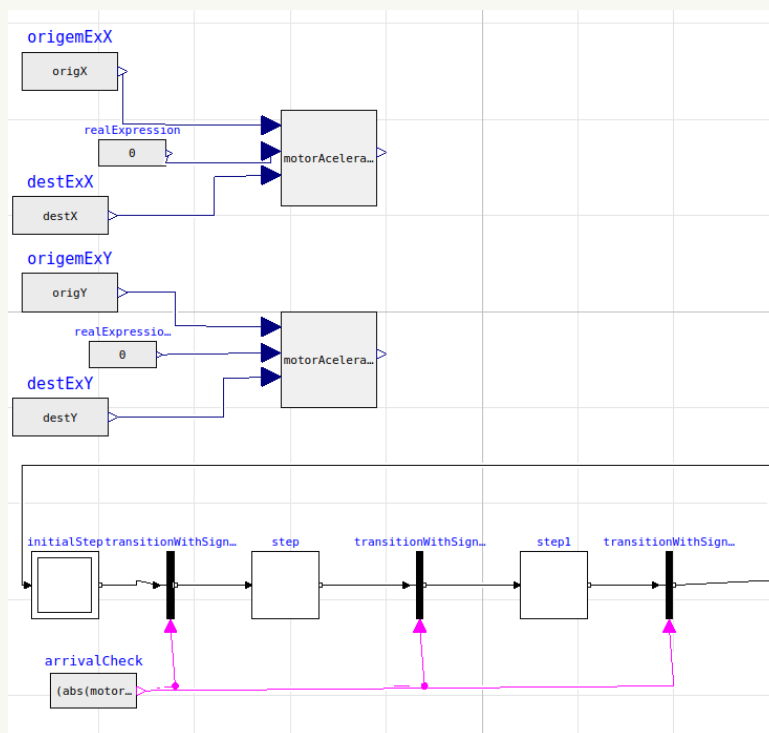 origemExX
origX
realExpression
0
motorAcelera…
destExX
destX
origemExY
origY
realExpressio…
0
motorAcelera…
destExY
destY
initialStep
transitionWithSign…
step
transitionWithSign…
step1
transitionWithSign…
arrivalCheck
(abs(motor…